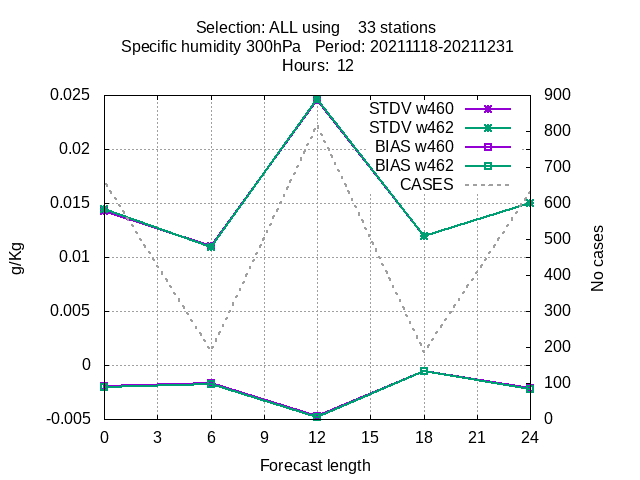 Selection: ALL using    33 stations
Specific humidity 300hPa   Period: 20211118-20211231
Hours:  12
0.025
0.02
0.015
0.01
0.005
0
-0.005
g/Kg
STDV w460
STDV w462
BIAS w460
BIAS w462
CASES
900
800
700
600
500
400
300
200
100
0
No cases
0 3 6 9 12 15 18 21 24
Forecast length